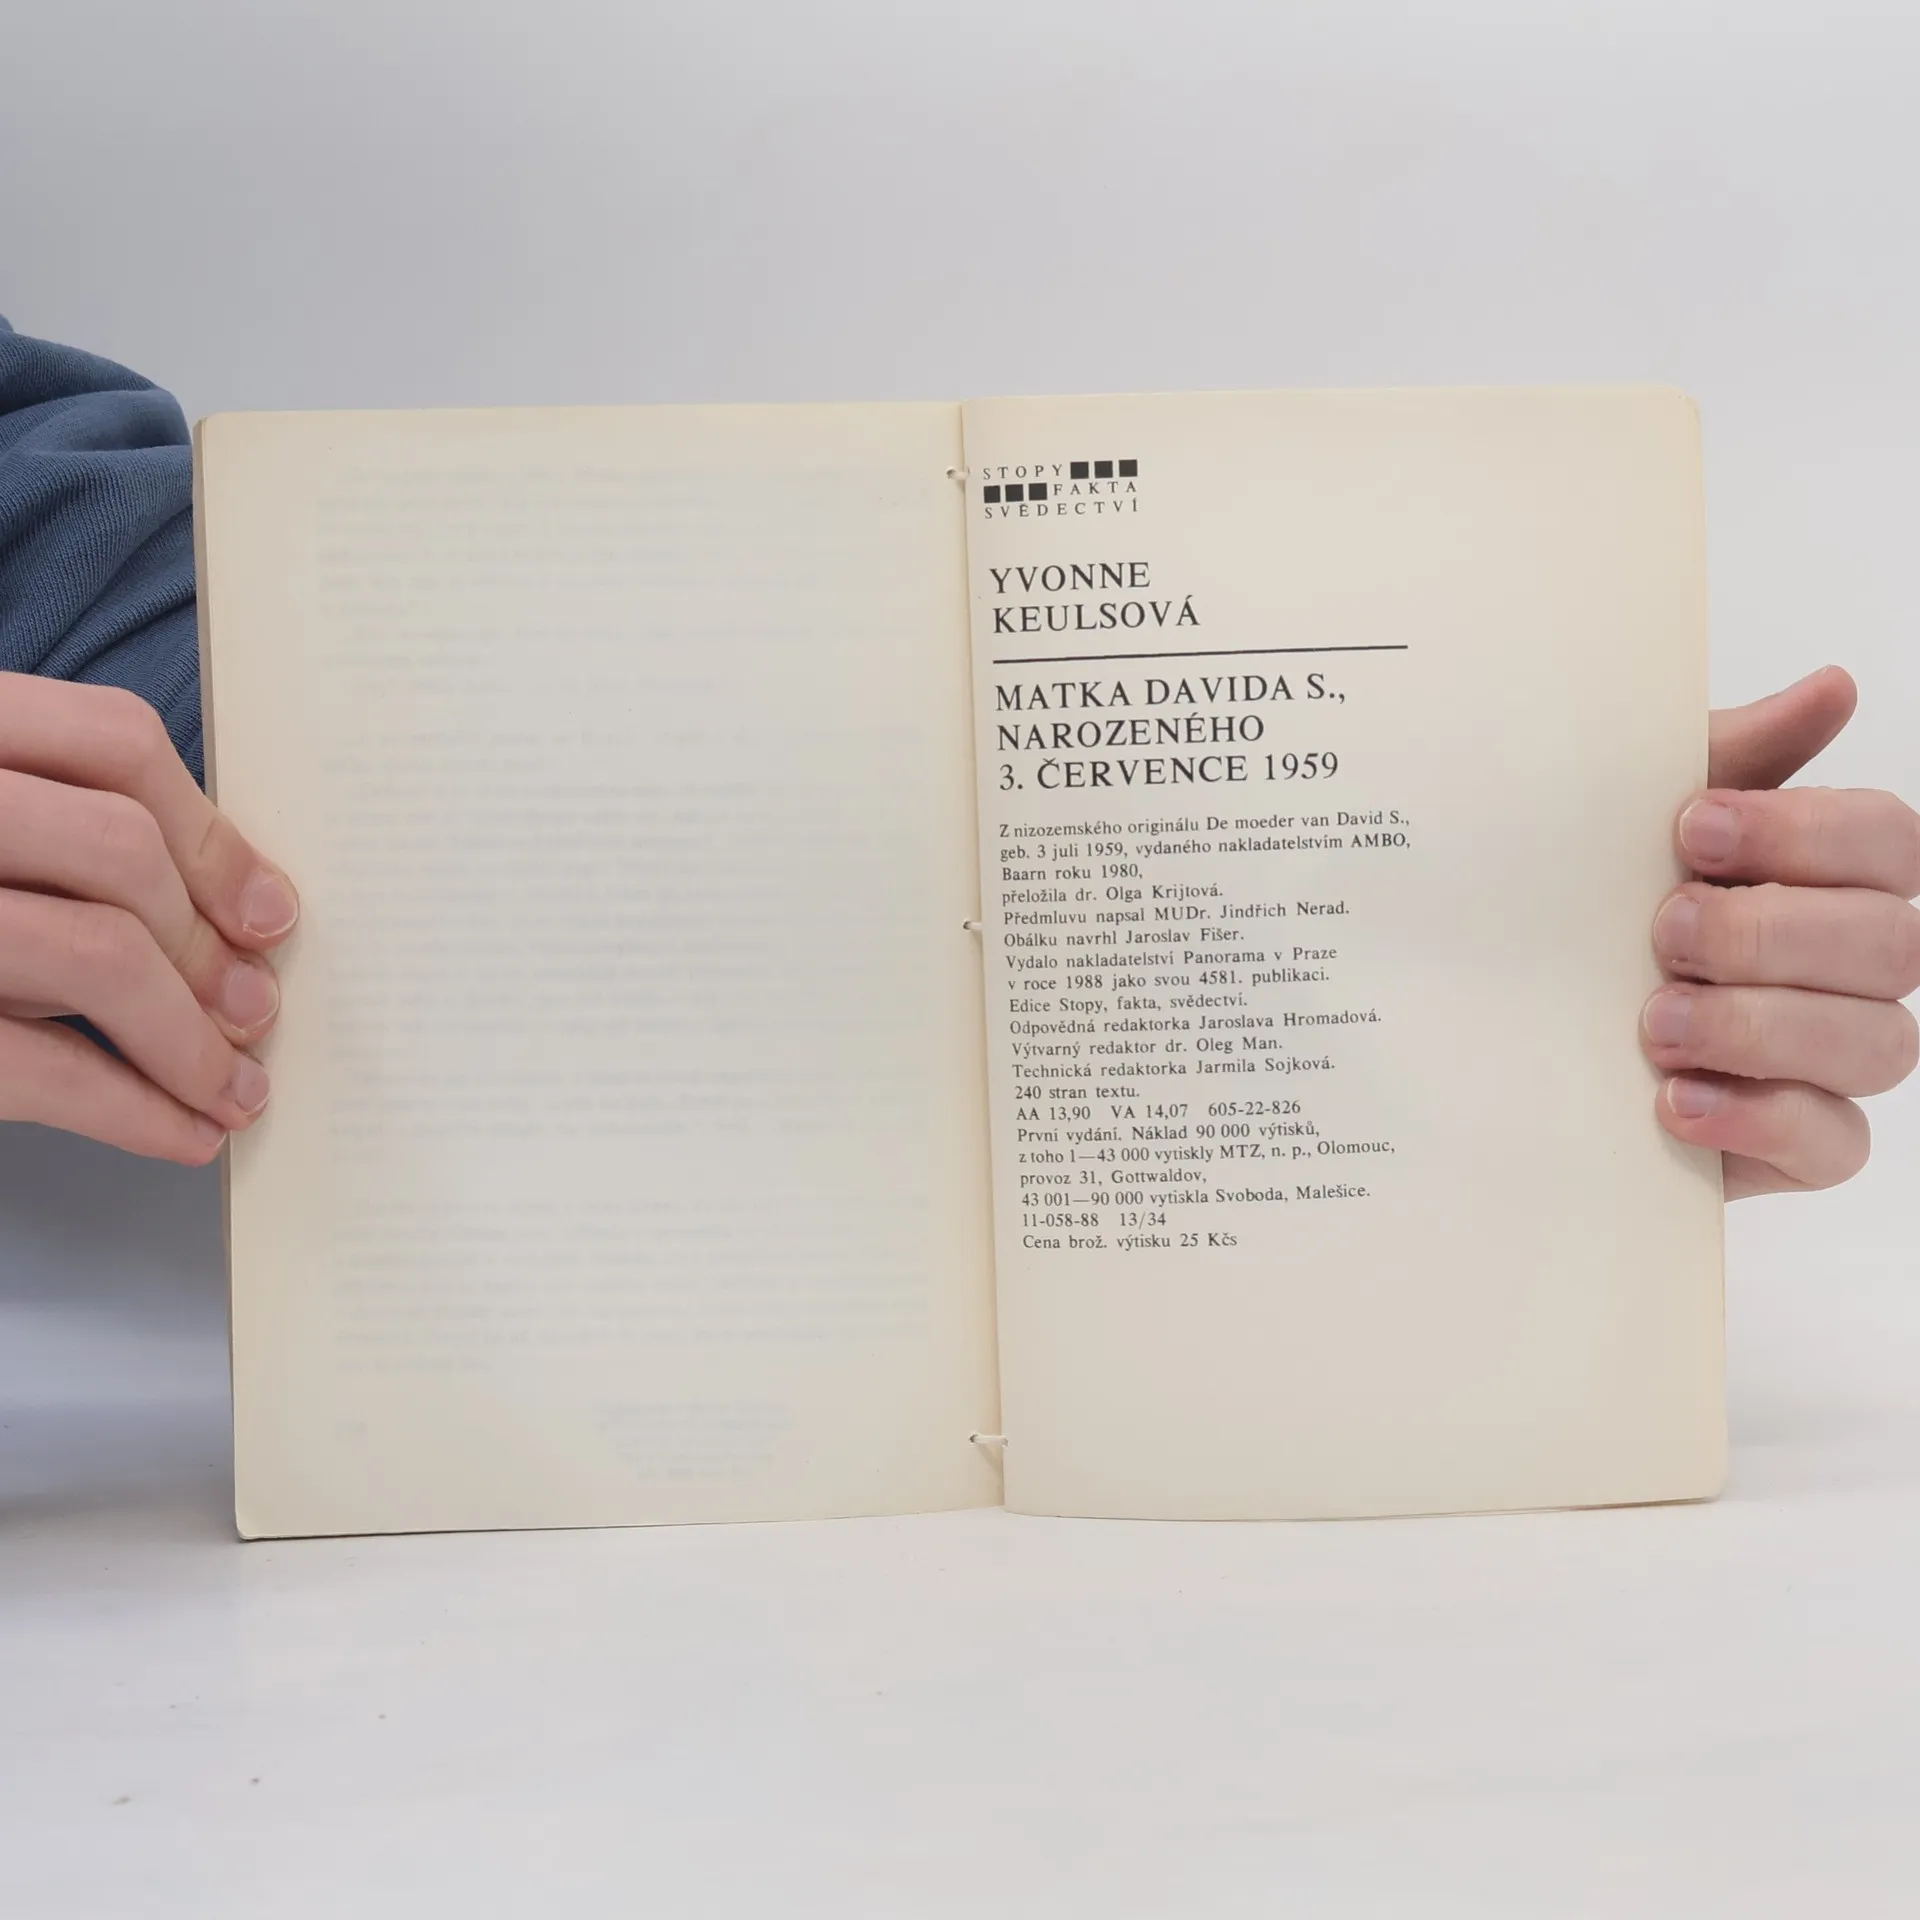 STOPY
FAKTA
SVĚDECTVÍ
YVONNE
KEULSOVÁ
MATKA DAVIDA S.,
NAROZENÉHO
3. ČERVENCE 1959
Z nizozemského originálu De moeder van David S.,
geb. 3 juli 1959, vydaného nakladatelstvím AMBO,
Baarn roku 1980,
přeložila dr. Olga Krijtová.
Předmluvu napsal MUDr. Jindřich Nerad.
Obálku navrhl Jaroslav Fišer.
Vydalo nakladatelství Panorama v Praze
v roce 1988 jako svou 4581. publikaci.
Edice Stopy, fakta, svědectví.
Odpovědná redaktorka Jaroslava Hromadová.
Výtvarný redaktor dr. Oleg Man.
Technická redaktorka Jarmila Sojková.
240 stran textu.
AA 13,90 VA 14,07 605-22-826
První vydání. Náklad 90 000 výtisků,
z toho 1—43 000 vytiskly MTZ, n. p., Olomouc,
provoz 31, Gottwaldov,
43 001—90 000 vytiskla Svoboda, Malešice.
11-058-88 13/34
Cena brož. výtisku 25 Kčs